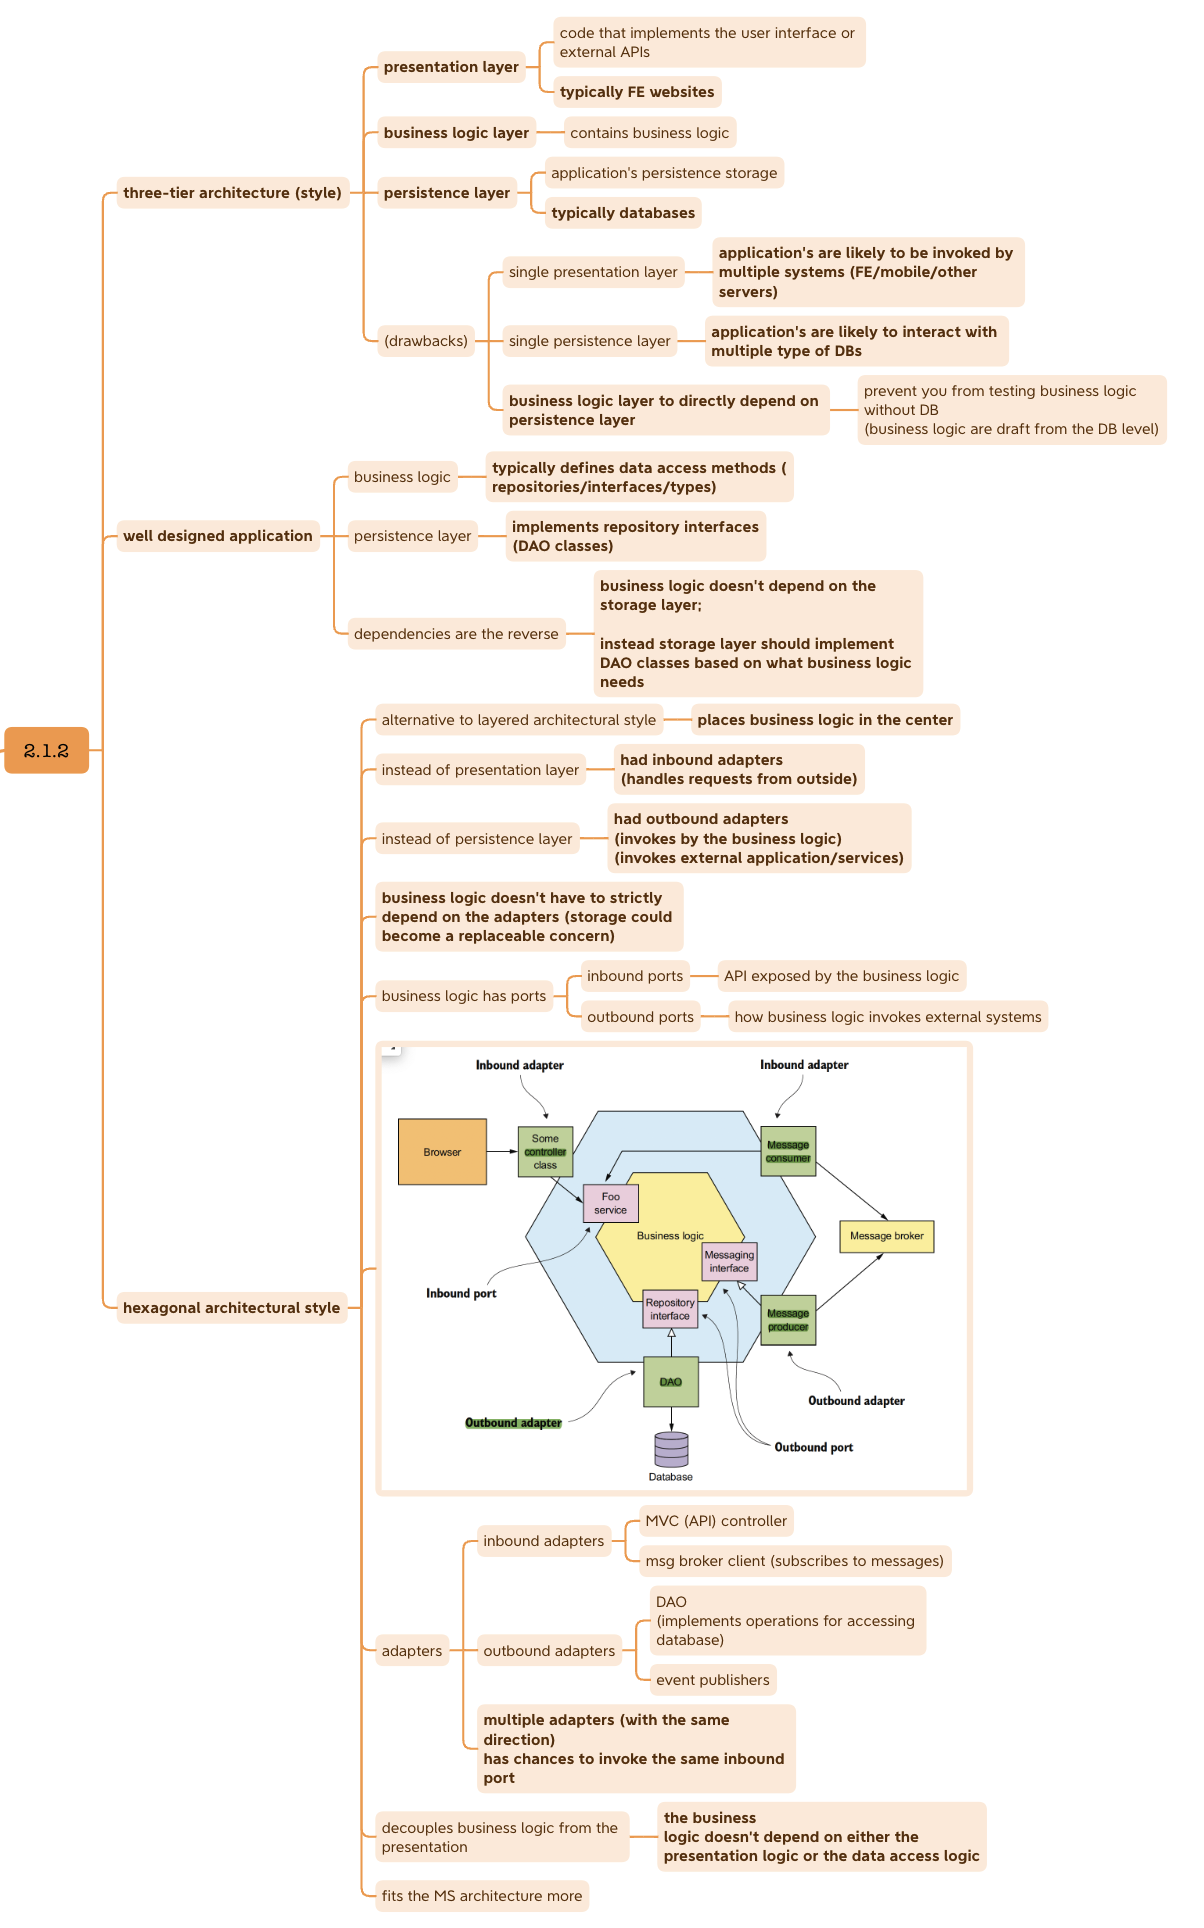 code that implements the user interface or
external APIs
presentation layer
typically FE websites
business logic layer
contains business logic
application's persistence storage
three-tier architecture (style)
persistence layer
typically databases
application's are likely to be invoked by
multiple systems (FE/mobile/other
servers)
single presentation layer
(drawbacks)
single persistence layer
application's are likely to interact with
multiple type of DBs
business logic layer to directly depend on
persistence layer
prevent you from testing business logic
without DB
(business logic are draft from the DB level)
business logic
typically defines data access methods (
repositories/interfaces/types)
well designed application
persistence layer
implements repository interfaces
(DAO classes)
dependencies are the reverse
business logic doesn't depend on the
storage layer;
instead storage layer should implement
DAO classes based on what business logic
needs
2.1.2
alternative to layered architectural style
places business logic in the center
instead of presentation layer
had inbound adapters
(handles requests from outside)
instead of persistence layer
had outbound adapters
(invokes by the business logic)
(invokes external application/services)
business logic doesn't have to strictly
depend on the adapters (storage could
become a replaceable concern)
business logic has ports
inbound ports
API exposed by the business logic
outbound ports
how business logic invokes external systems
hexagonal architectural style
Inbound adapter
Inbound adapter
Browser
Some
controller
class
Message
consumer
Foo
service
Business logic
Message broker
Messaging
interface
Inbound port
Repository
interface
Message
producer
DAO
Outbound adapter
Outbound adapter
Outbound port
Database
adapters
inbound adapters
MVC (API) controller
msg broker client (subscribes to messages)
outbound adapters
DAO
(implements operations for accessing
database)
event publishers
multiple adapters (with the same
direction)
has chances to invoke the same inbound
port
decouples business logic from the
presentation
the business
logic doesn't depend on either the
presentation logic or the data access logic
fits the MS architecture more